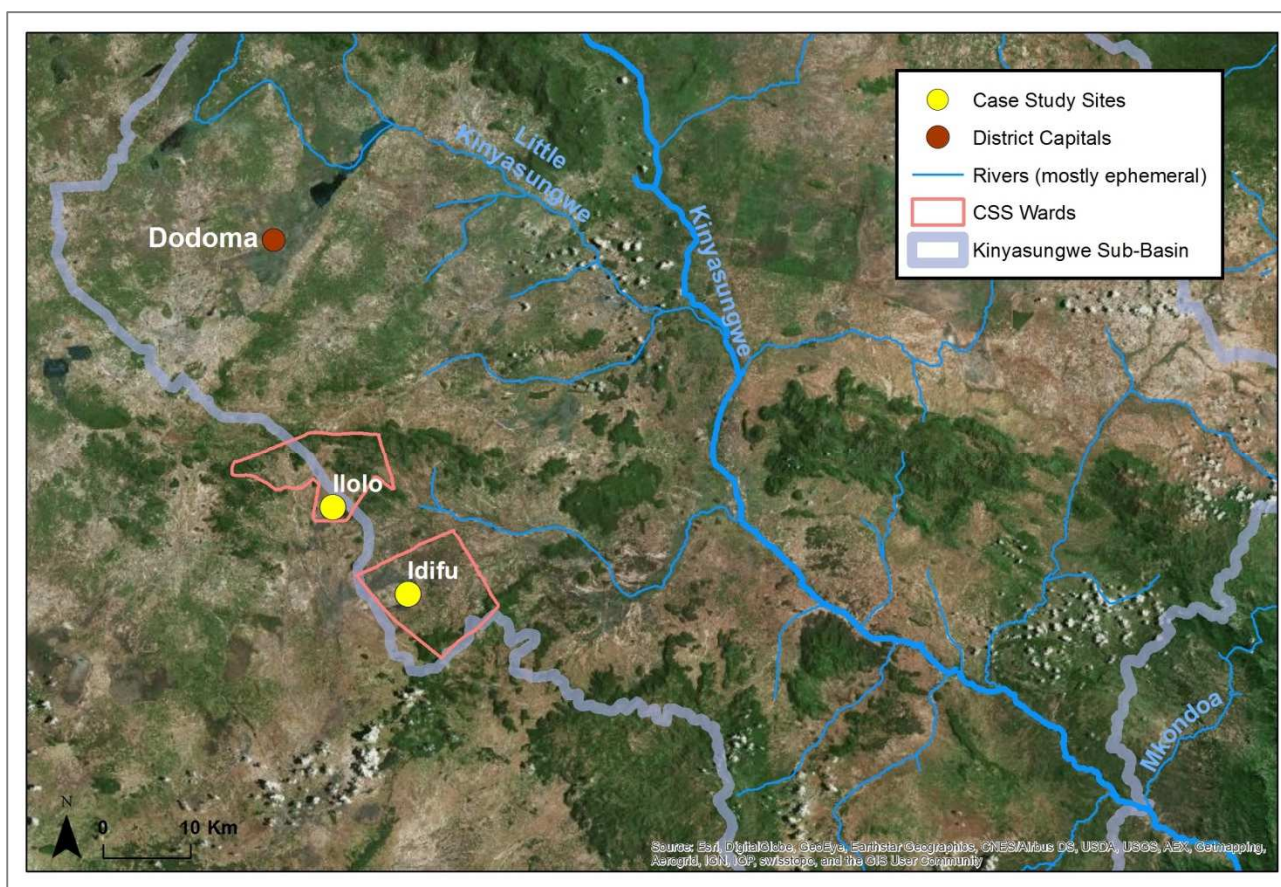 Case Study Sites
District Capitals
Rivers (mostly ephemeral)
CSS Wards
Kinyasungwe Sub-Basin
Little
Kinyasungwe
Kinyasungwe
Dodoma
Ilolo
Idifu
Mkondoa
N
0 10 Km
Source: Esri, DigitalGlobe, GeoEye, Earthstar Geographics, CNES/Airbus DS, USDA, USGS, AEX, Getmapping,
Aerogrid, IGN, IGP, swisstopo, and the GIS User Community